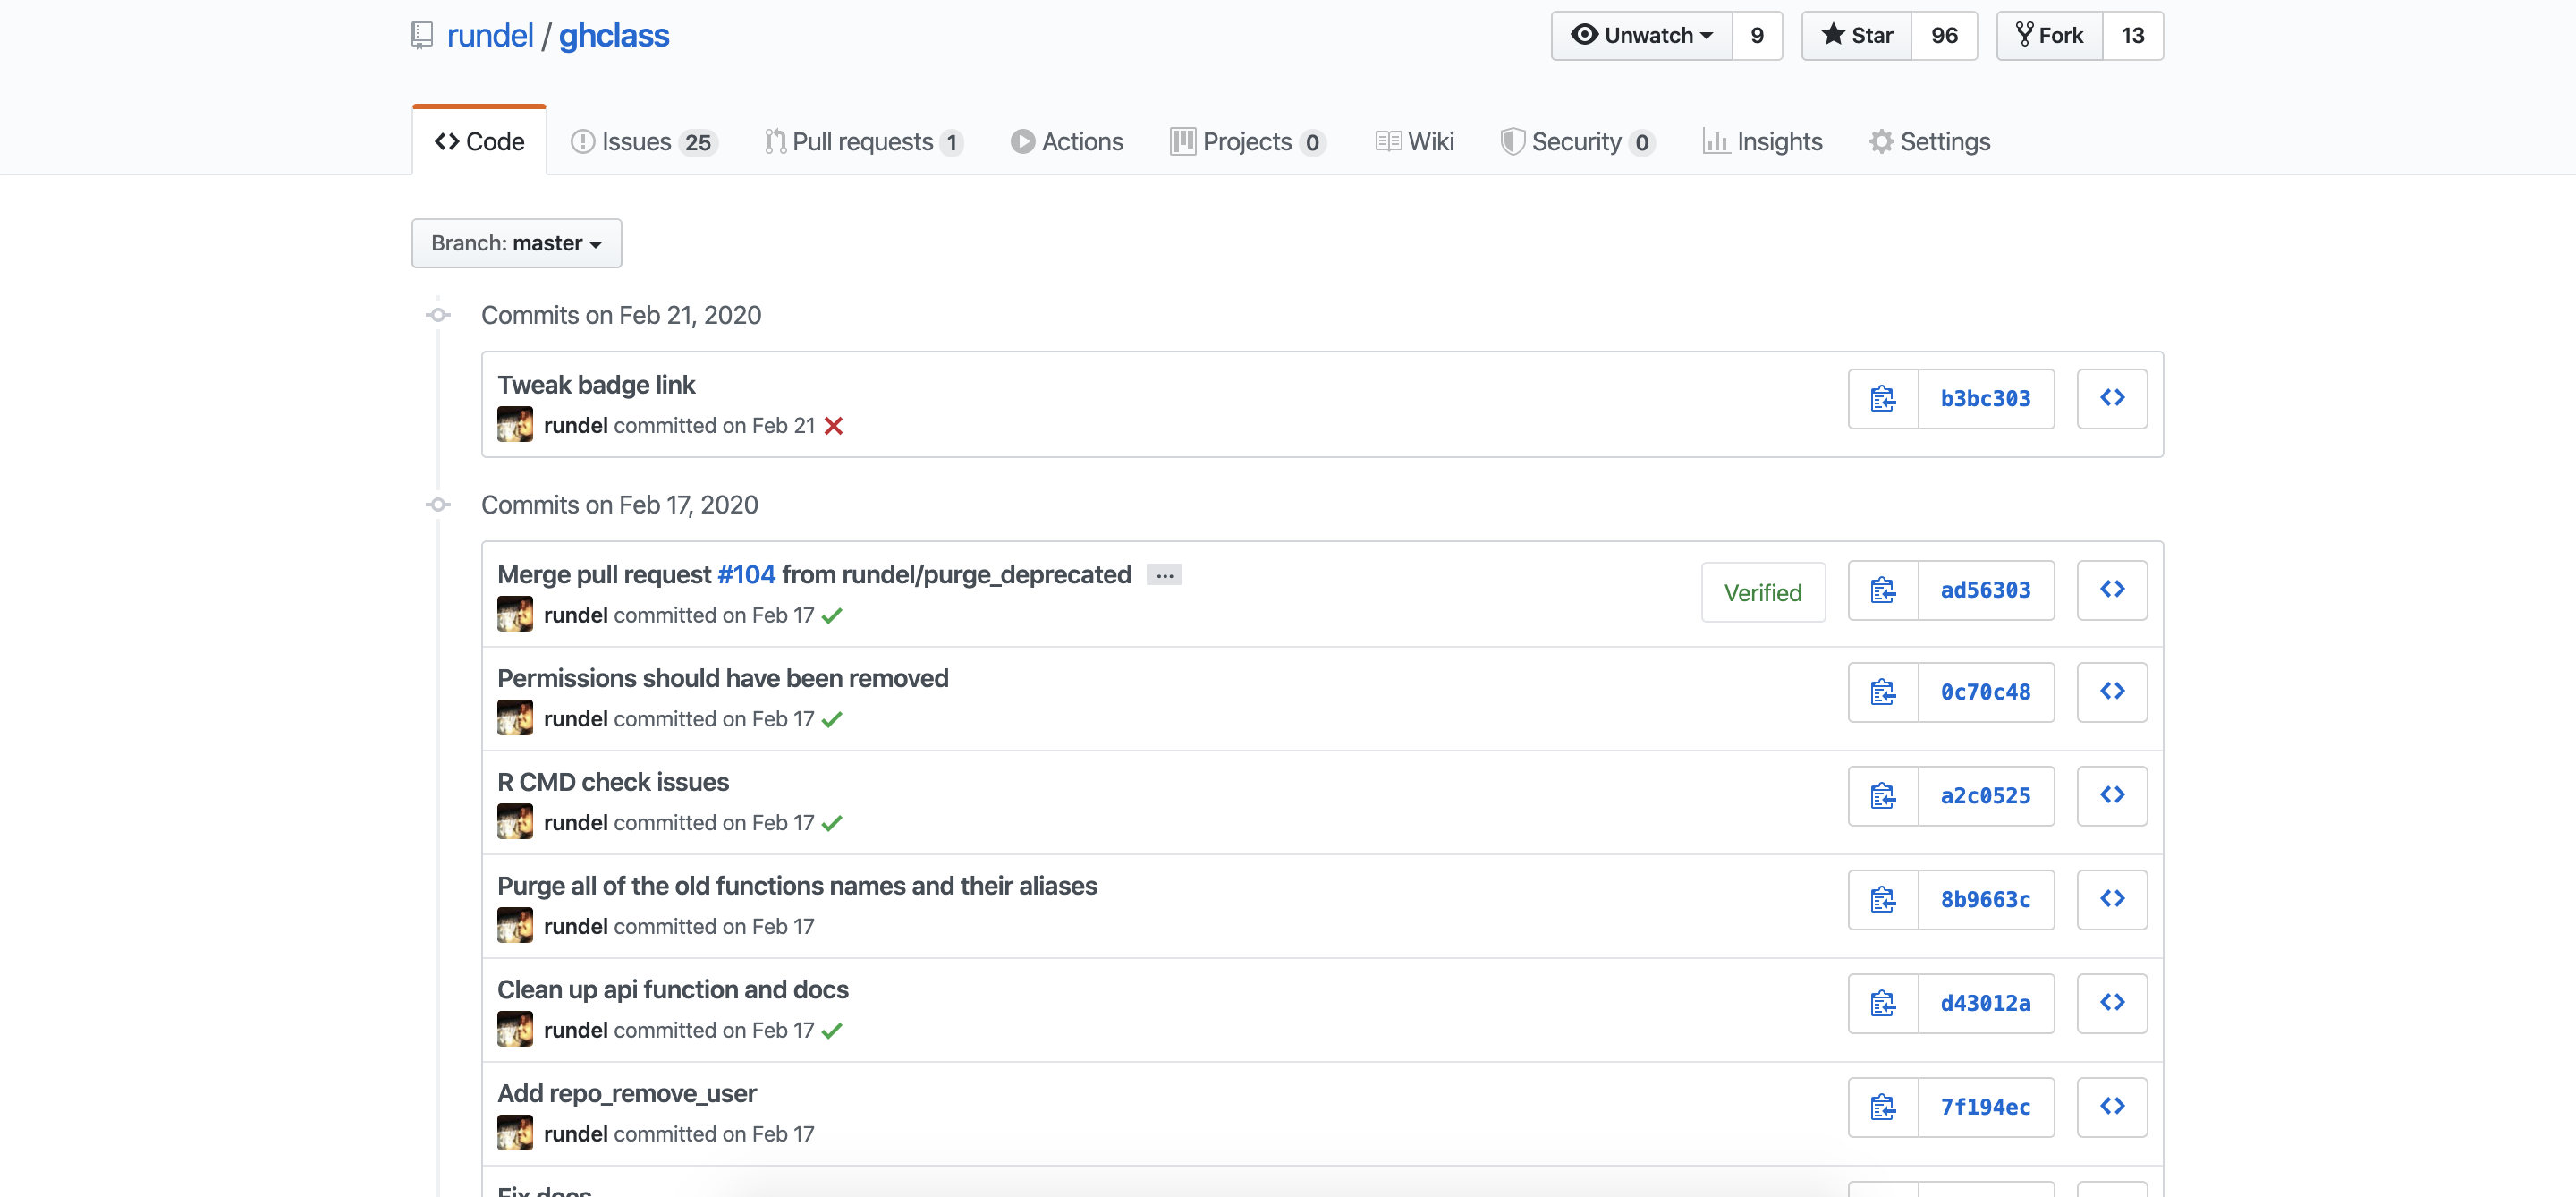 rundel / ghclass
Unwatch 9 Star 96 Fork 13
Code Issues 25 Pull requests 1 Actions Projects 0 Wiki Security 0 Insights Settings
Branch: master
Commits on Feb 21, 2020
Tweak badge link
rundel committed on Feb 21
b3bc303
Commits on Feb 17, 2020
Merge pull request #104 from rundel/purge_deprecated ...
rundel committed on Feb 17
Verified
ad56303
Permissions should have been removed
rundel committed on Feb 17
0c70c48
R CMD check issues
rundel committed on Feb 17
a2c0525
Purge all of the old functions names and their aliases
rundel committed on Feb 17
8b9663c
Clean up api function and docs
rundel committed on Feb 17
d43012a
Add repo_remove_user
rundel committed on Feb 17
7f194ec
Fix docs